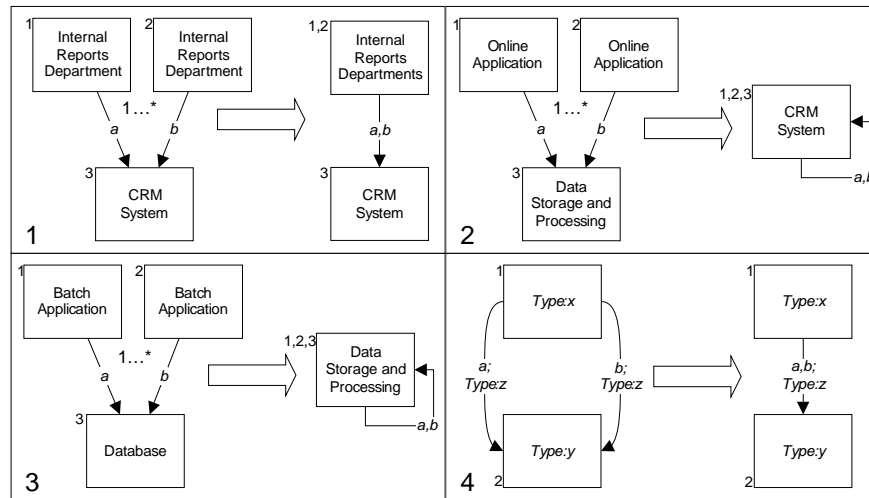 1
Internal
Reports
Department
2
Internal
Reports
Department
1…*
a
b
3
CRM
System
1,2
Internal
Reports
Departments
a,b
3
CRM
System
1
1
Online
Application
2
Online
Application
1…*
a
b
3
Data
Storage and
Processing
1,2,3
CRM
System
a,b
2
1
Batch
Application
2
Batch
Application
1…*
a
b
3
Database
1,2,3
Data
Storage and
Processing
a,b
3
1
Type:x
a;
Type:z
b;
Type:z
2
Type:y
1
Type:x
a,b;
Type:z
2
Type:y
4